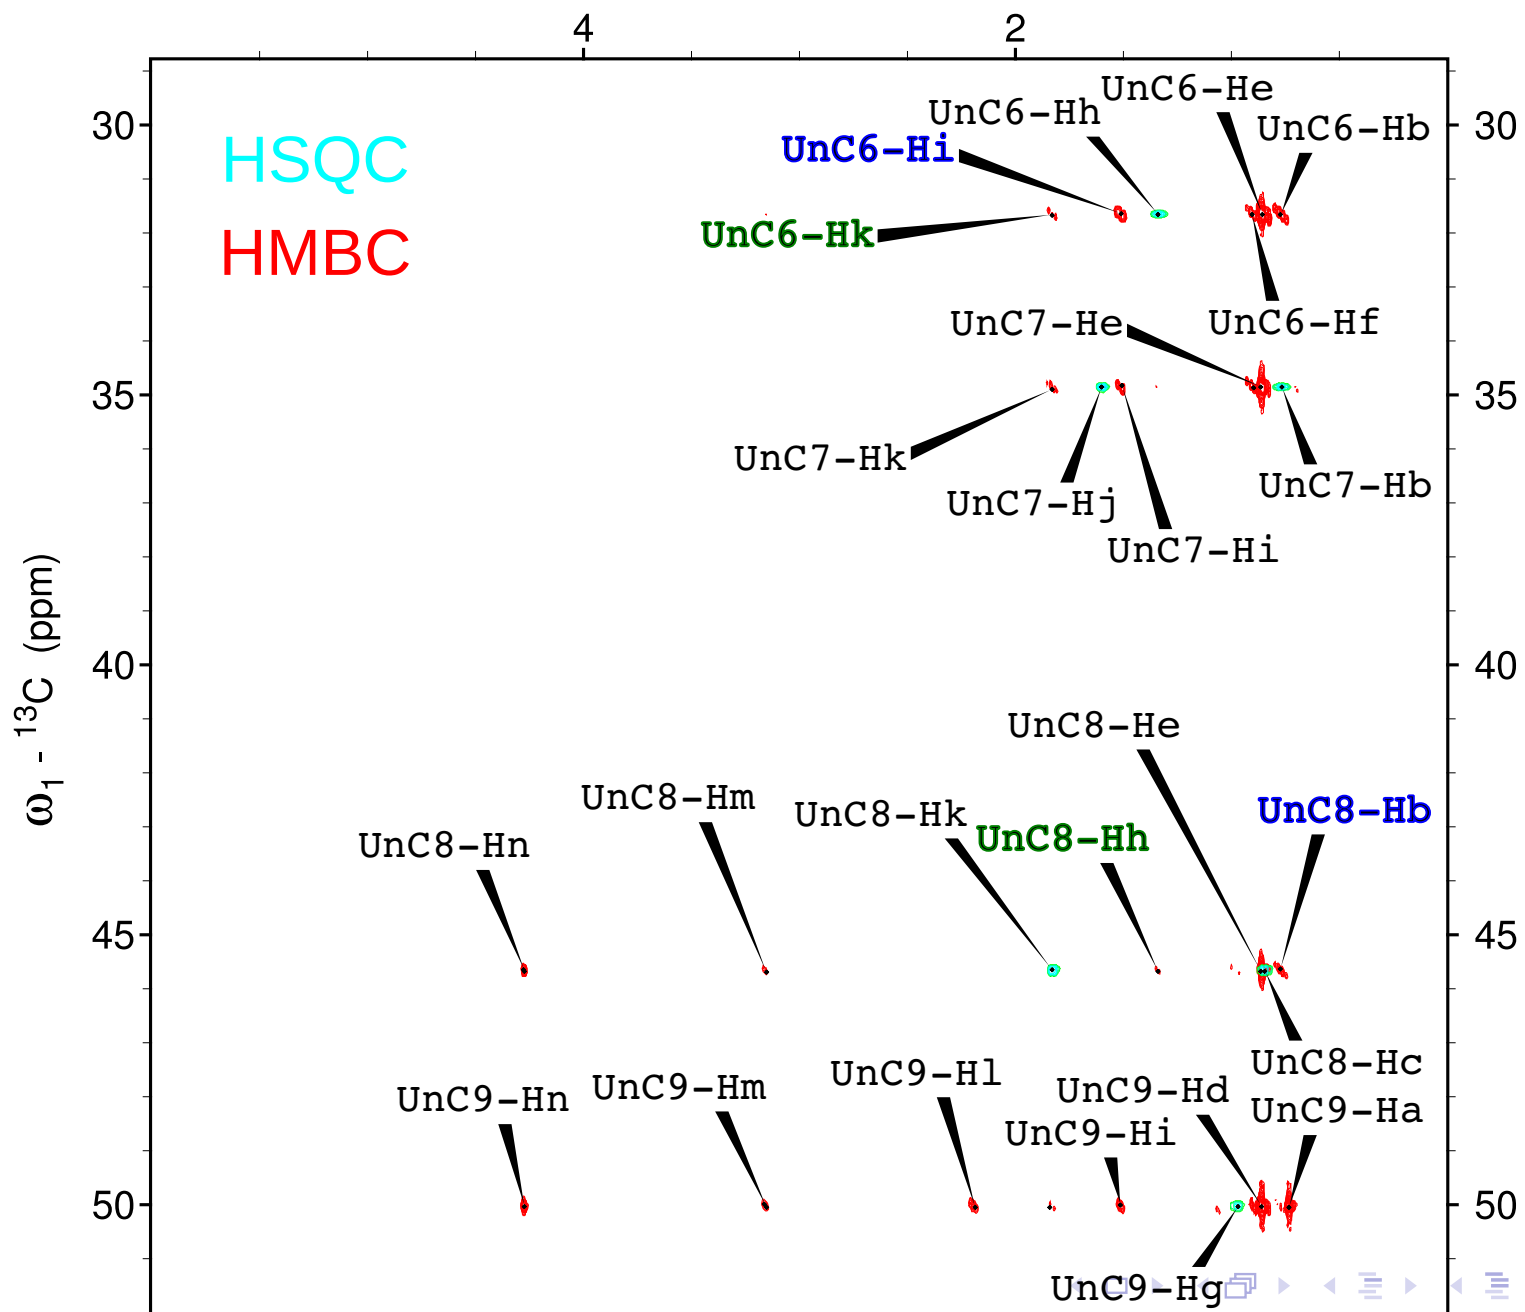 4 2
30 30
35 35
40 40
45 45
50 50
ω1 - 13C (ppm)
HSQC
HMBC
UnC6-He
UnC6-Hh
UnC6-Hb
UnC6-Hi
UnC6-Hk
UnC6-Hf
UnC7-He
UnC7-Hk
UnC7-Hb
UnC7-Hj
UnC7-Hi
UnC8-He
UnC8-Hm
UnC8-Hk
UnC8-Hb
UnC8-Hh
UnC8-Hn
UnC8-Hc
UnC9-Hl
UnC9-Hm
UnC9-Hd
UnC9-Hn
UnC9-Ha
UnC9-Hi
UnC9-Hg